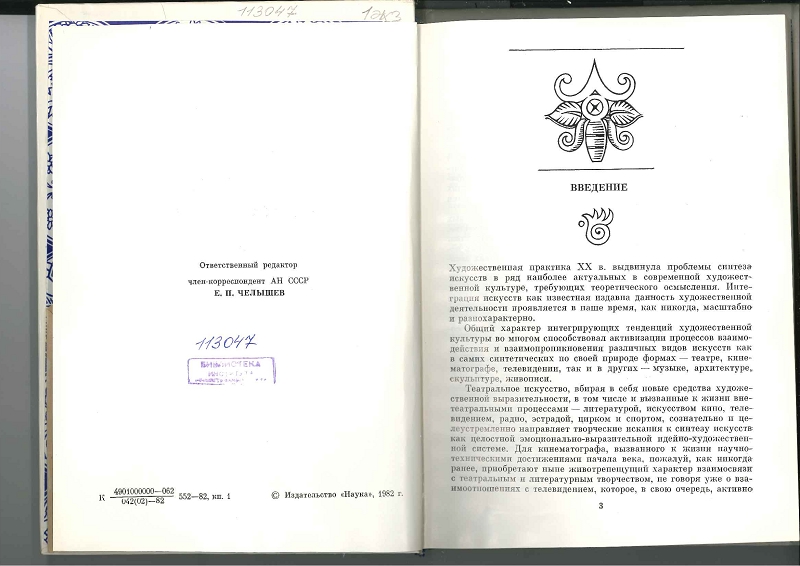 113047
1экз
Ответственный редактор
член-корреспондент АН СССР
Е. П. ЧЕЛЫШЕВ
113047
БИБЛИОТЕКА
К 4901000000—062
042(02)—82 552—82, кн. 1
© Издательство «Наука», 1982 г.
ВВЕДЕНИЕ
Художественная практика XX в. выдвинула проблемы синтеза
искусств в ряд наиболее актуальных в современной художест-
венной культуре, требующих теоретического осмысления. Инте-
грация искусств как известная издавна данность художественной
деятельности проявляется в наше время, как никогда, масштабно
и разнохарактерно.
Общий характер интегрирующих тенденций художественной
культуры во многом способствовал активизации процессов взаимо-
действия и взаимопроникновения различных видов искусств как
в самих синтетических по своей природе формах — театре, кине-
матографе, телевидении, так и в других — музыке, архитектуре,
скульптуре, живописи.
Театральное искусство, вбирая в себя новые средства художе-
ственной выразительности, в том числе и вызванные к жизни вне-
театральными процессами — литературой, искусством кино, теле-
видением, радио, эстрадой, цирком и спортом, сознательно и це-
леустремленно направляет творческие искания к синтезу искусств
как целостной эмоционально-выразительной идейно-художествен-
ной системе. Для кинематографа, вызванного к жизни научно-
техническими достижениями начала века, пожалуй, как никогда
ранее, приобретают ныне животрепещущий характер взаимосвязи
с театральным и литературным творчеством, не говоря уже о вза-
имоотношениях с телевидением, которое, в свою очередь, активно
3